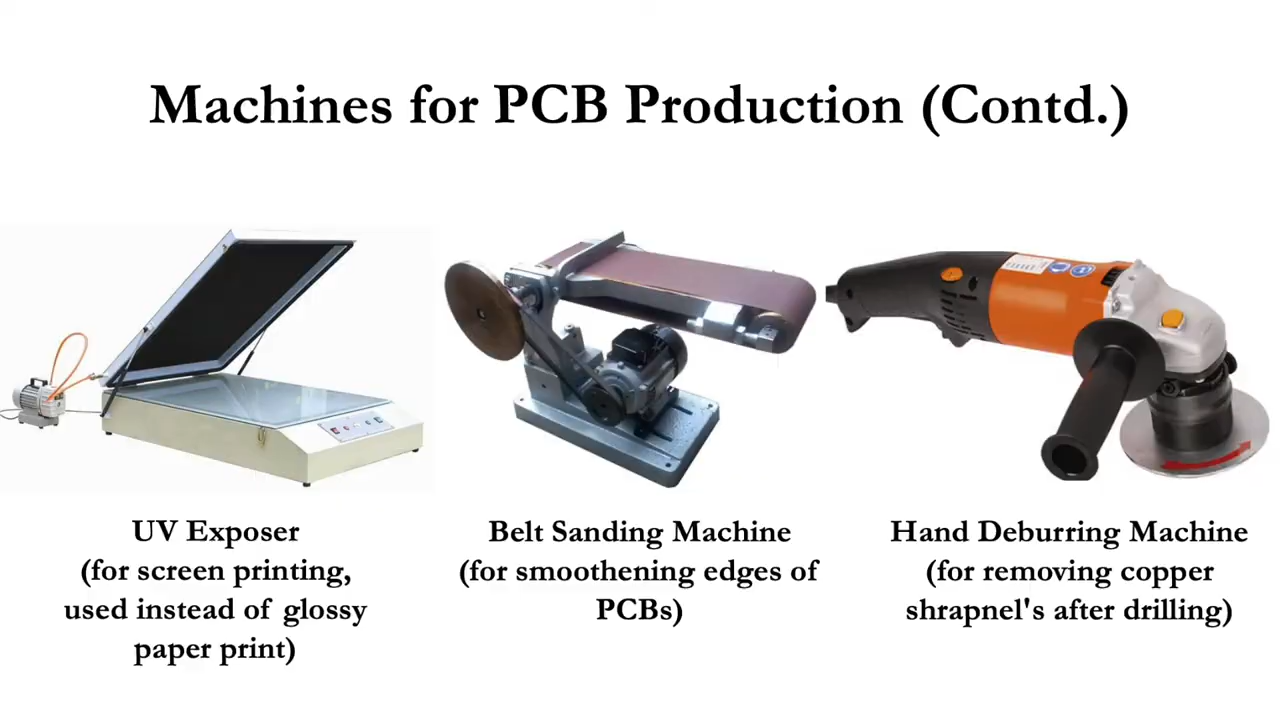 Machines for PCB Production (Contd.)
UV Exposer
(for screen printing,
used instead of glossy
paper print)
Belt Sanding Machine
(for smoothening edges of
PCBs)
Hand Deburring Machine
(for removing copper
shrapnel's after drilling)